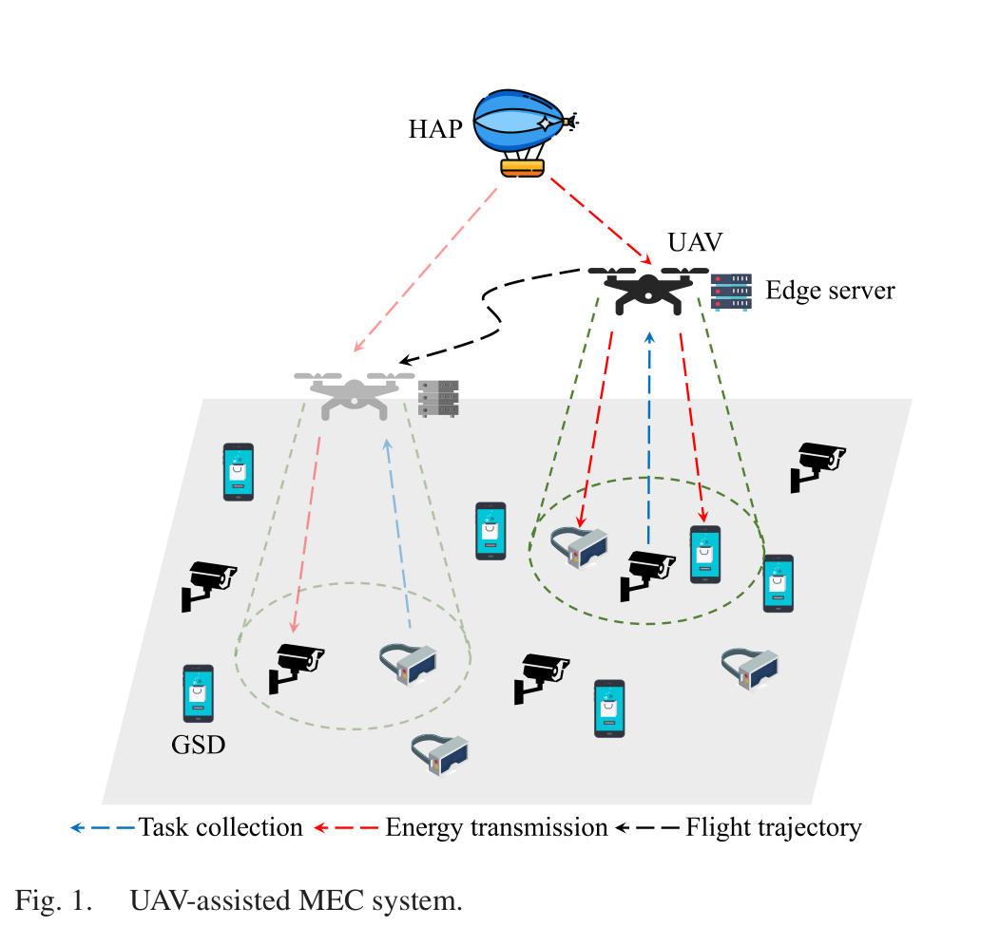 HAP
UAV
Edge server
GSD
Task collection Energy transmission Flight trajectory
Fig. 1. UAV-assisted MEC system.